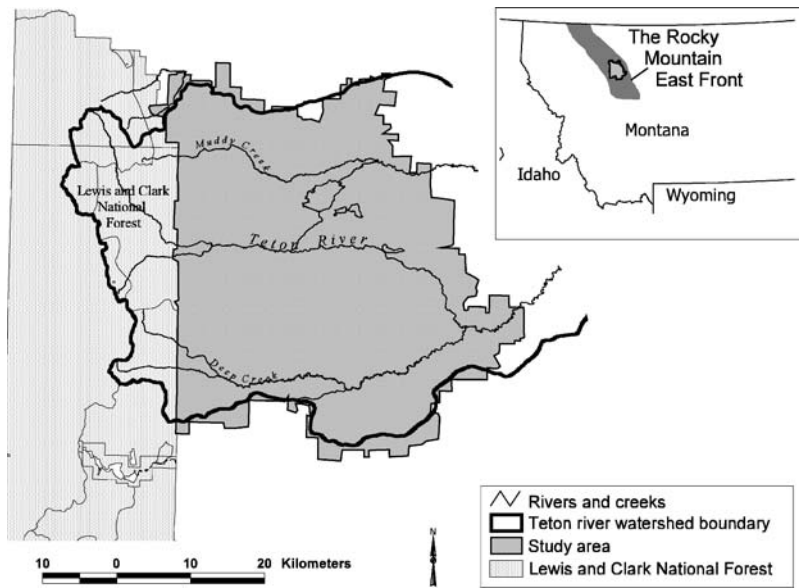 The Rocky
Mountain
East Front
Montana
Idaho
Wyoming
Muddy Creek
Lewis and Clark
National
Forest
Teton River
Deep Creek
N
10 0 10 20 Kilometers
Rivers and creeks
Teton river watershed boundary
Study area
Lewis and Clark National Forest